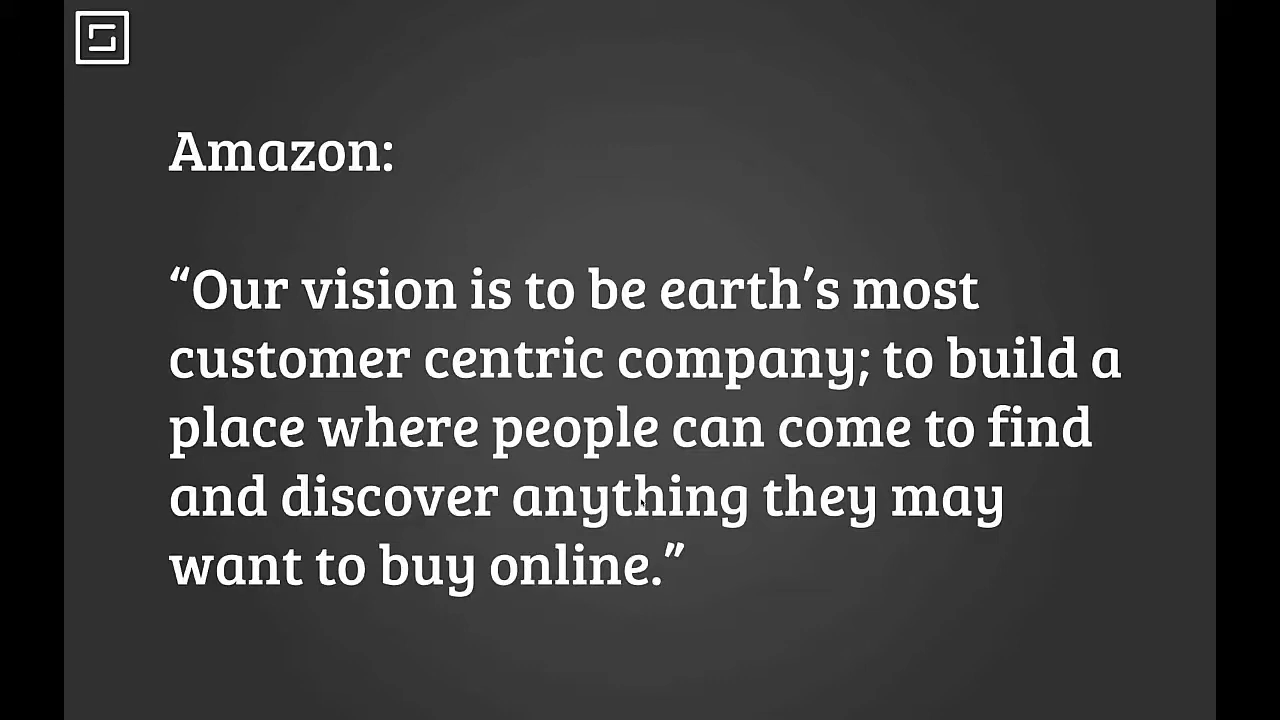 Amazon:
“Our vision is to be earth’s most
customer centric company; to build a
place where people can come to find
and discover anything they may
want to buy online.”